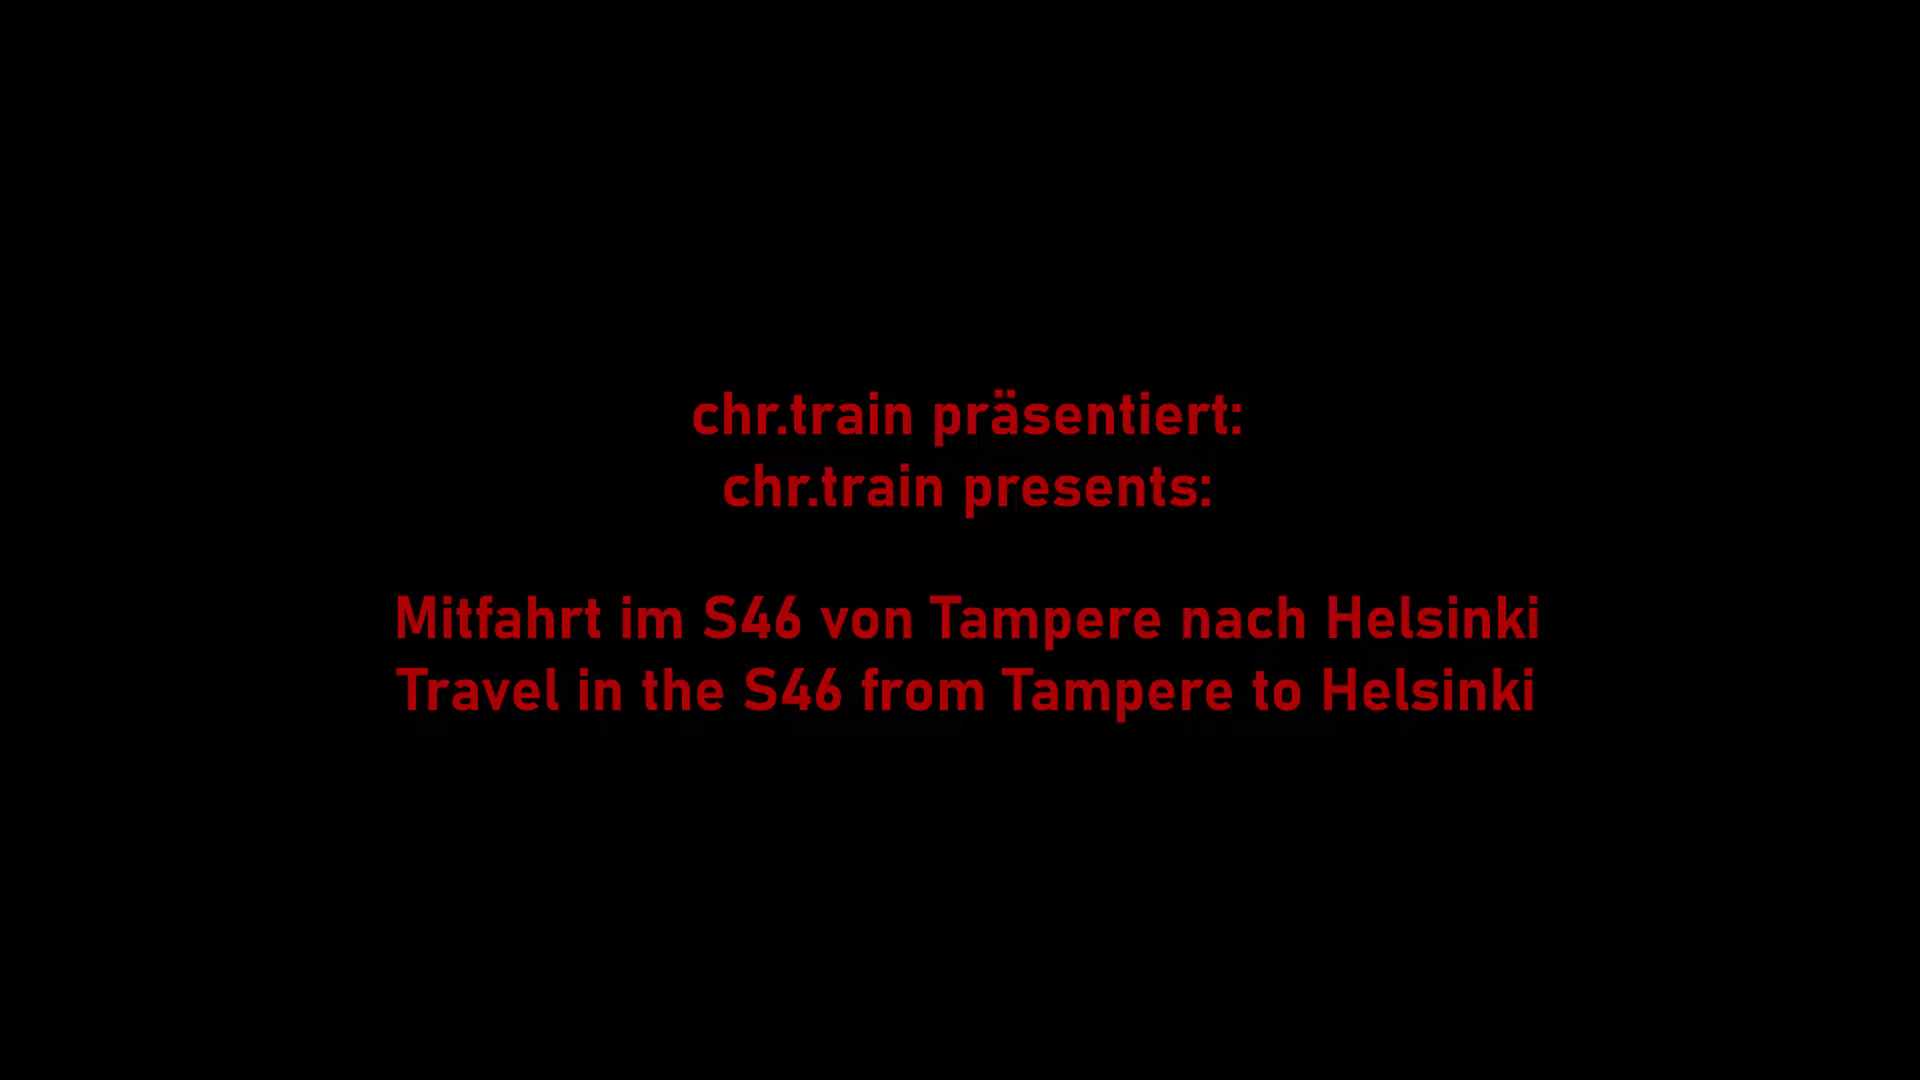 chr.train präsentiert:
chr.train presents:
Mitfahrt im S46 von Tampere nach Helsinki
Travel in the S46 from Tampere to Helsinki